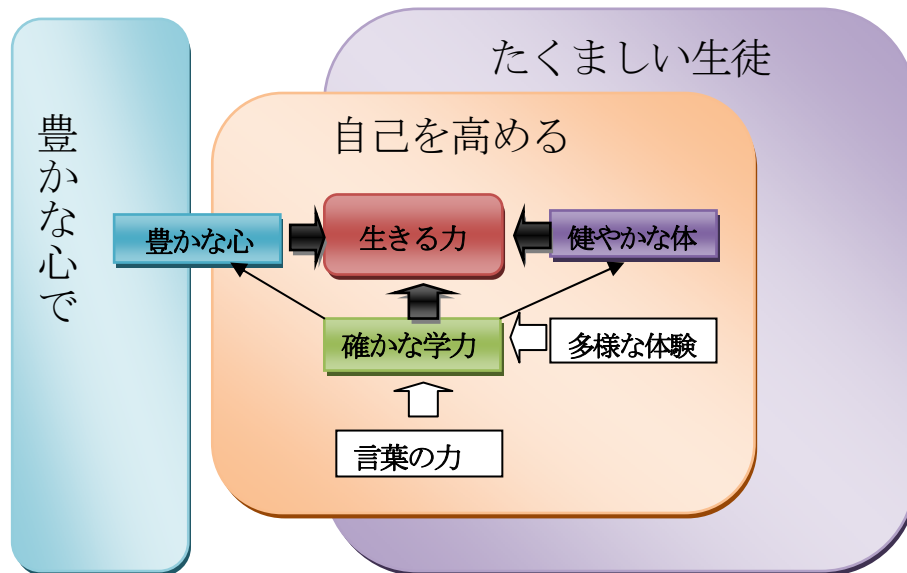 豊かな心で
たくましい生徒
自己を高める
豊かな心
生きる力
健やかな体
確かな学力
多様な体験
言葉の力